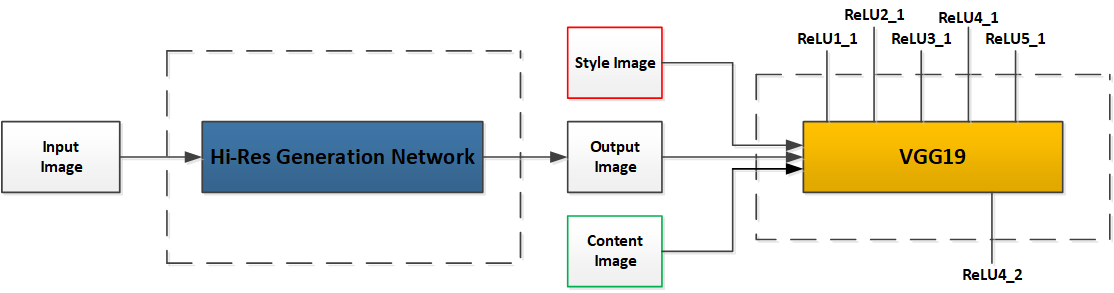 Input
Image
Hi-Res Generation Network
Style Image
Output
Image
Content
Image
ReLU1_1
ReLU2_1
ReLU3_1
ReLU4_1
ReLU5_1
VGG19
ReLU4_2